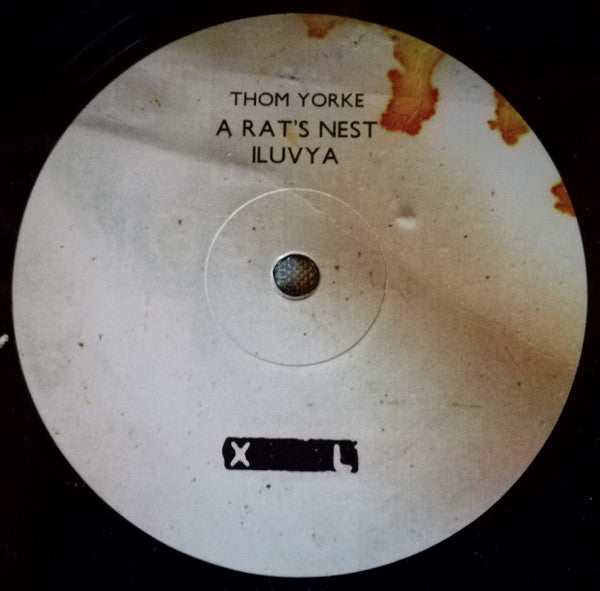 THOM YORKE
A RAT'S NEST
ILUVYA
X L